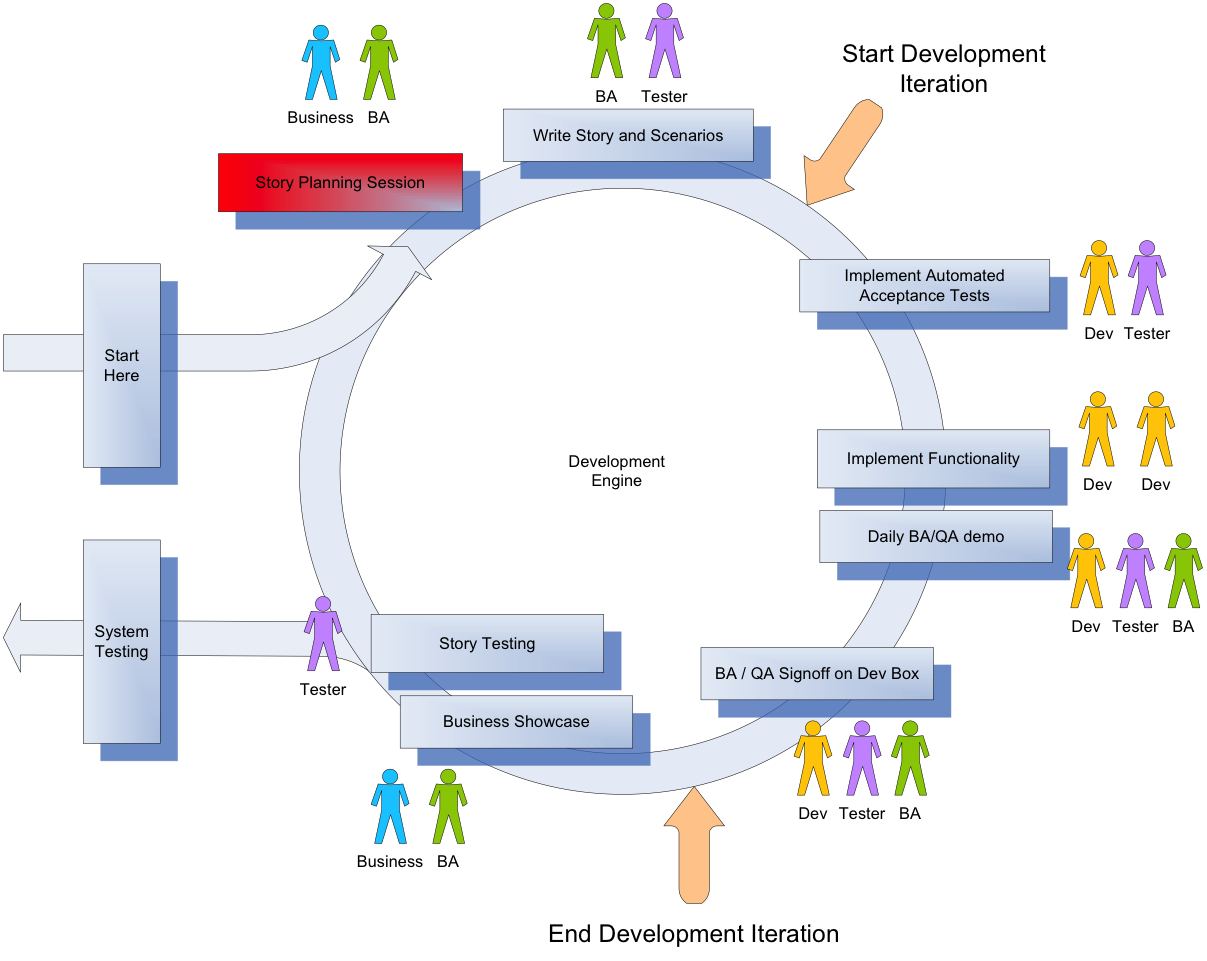 BA Tester
Start Development
Iteration
Business BA
Write Story and Scenarios
Story Planning Session
Implement Automated
Acceptance Tests
Dev Tester
Start
Here
Development
Engine
Implement Functionality
Dev Dev
Daily BA/QA demo
Dev Tester BA
System
Testing
Story Testing
Tester
BA / QA Signoff on Dev Box
Business Showcase
Dev Tester BA
Business BA
End Development Iteration